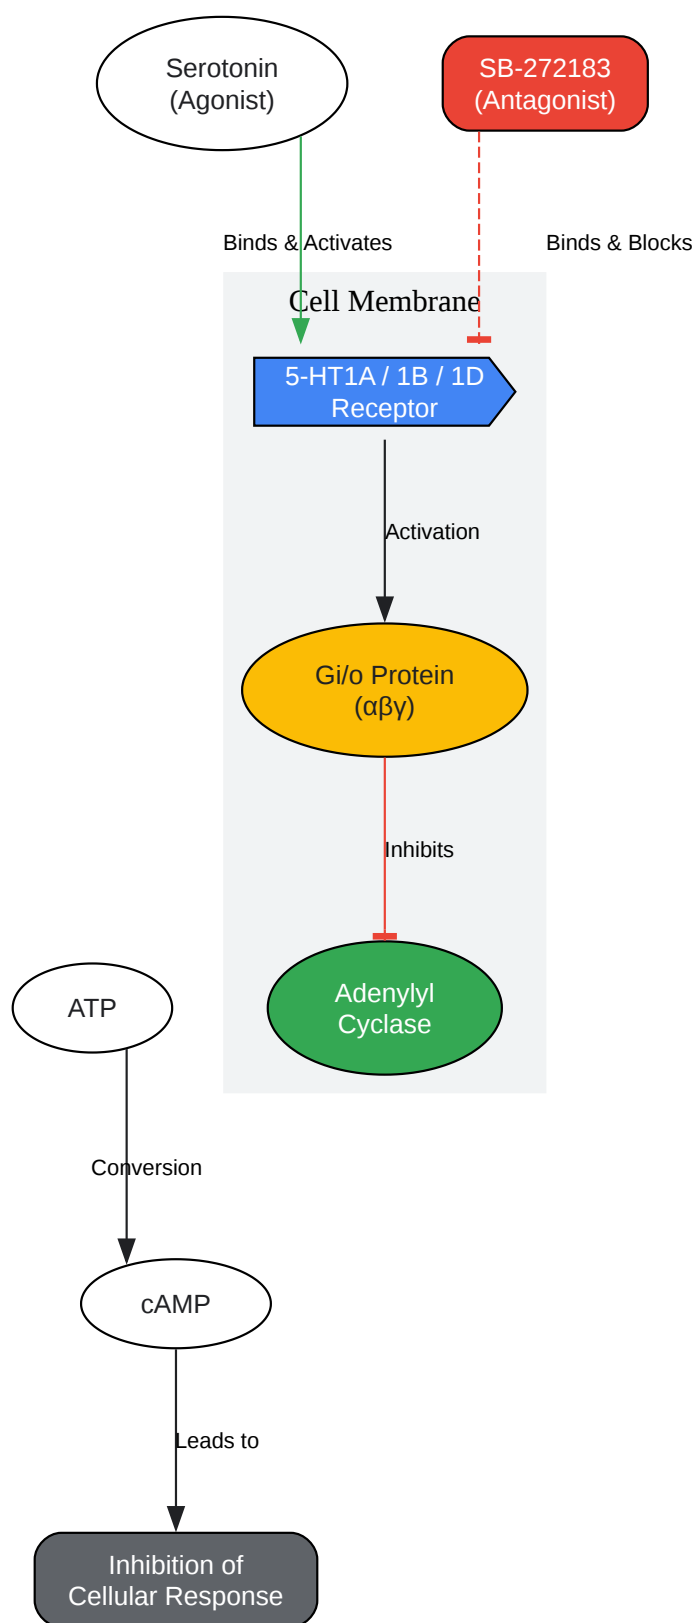 Serotonin
(Agonist)
SB-272183
(Antagonist)
Binds & Activates
Binds & Blocks
Cell Membrane
5-HT1A / 1B / 1D
Receptor
Activation
Gi/o Protein
(αβγ)
Inhibits
ATP
Adenylyl
Cyclase
Conversion
cAMP
Leads to
Inhibition of
Cellular Response